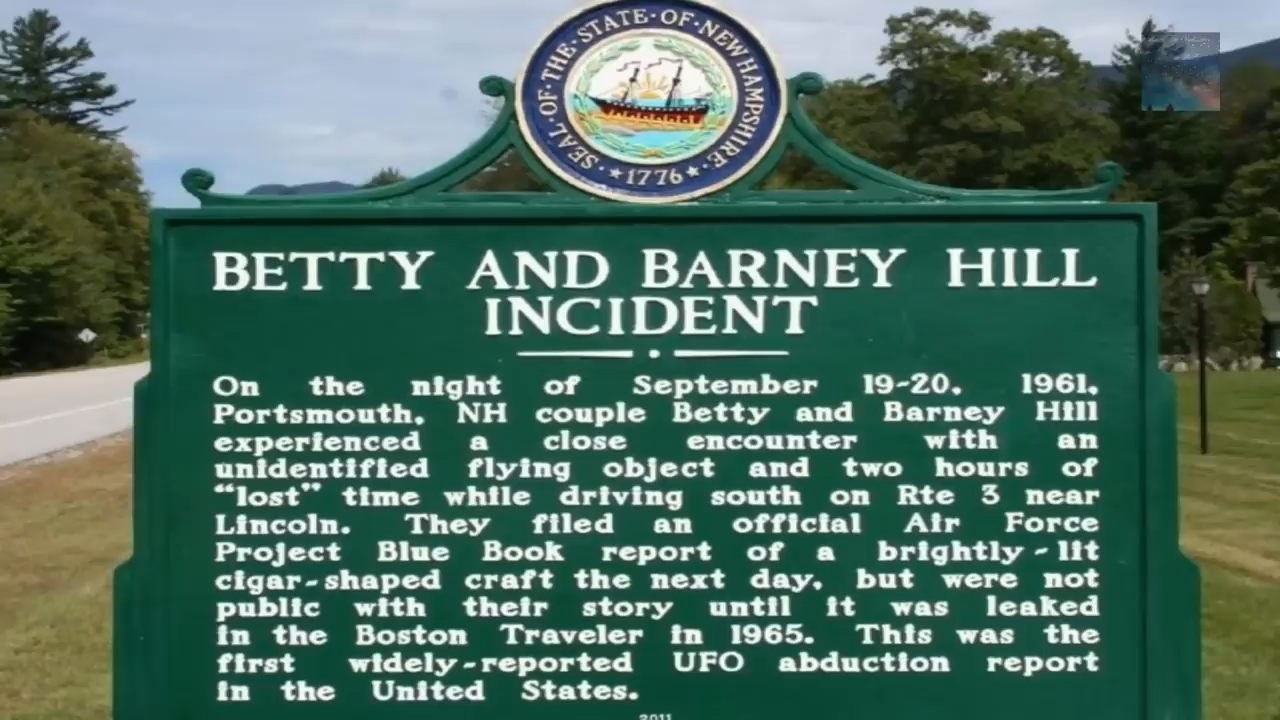 SEAL·OF·THE·STATE·OF·NEW HAMPSHIRE·
★1776★
BETTY AND BARNEY HILL
INCIDENT
On the night of September 19-20, 1961,
Portsmouth, NH couple Betty and Barney Hill
experienced a close encounter with an
unidentified flying object and two hours of
“lost” time while driving south on Rte 3 near
Lincoln. They filed an official Air Force
Project Blue Book report of a brightly-lit
cigar-shaped craft the next day, but were not
public with their story until it was leaked
in the Boston Traveler in 1965. This was the
first widely-reported UFO abduction report
in the United States.
2011